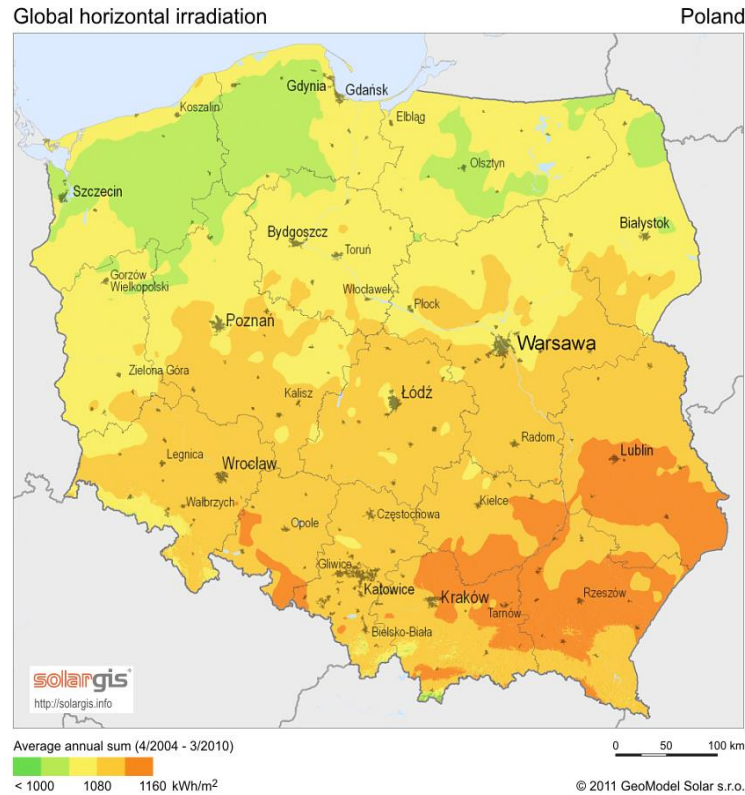 Global horizontal irradiation
Poland
Gdynia
Gdańsk
Koszalin
Elbląg
Olsztyn
Szczecin
Białystok
Bydgoszcz
Toruń
Gorzów
Wielkopolski
Włocławek
Płock
Poznań
Warsawa
Zielona Góra
Kalisz
Łódź
Radom
Lublin
Legnica
Wrocław
Wałbrzych
Opole
Częstochowa
Kielce
Gliwice
Katowice
Kraków
Tarnów
Rzeszów
Bielsko-Biała
solargis
http://solargis.info
Average annual sum (4/2004 - 3/2010)
0 50 100 km
< 1000 1080 1160 kWh/m²
© 2011 GeoModel Solar s.r.o.